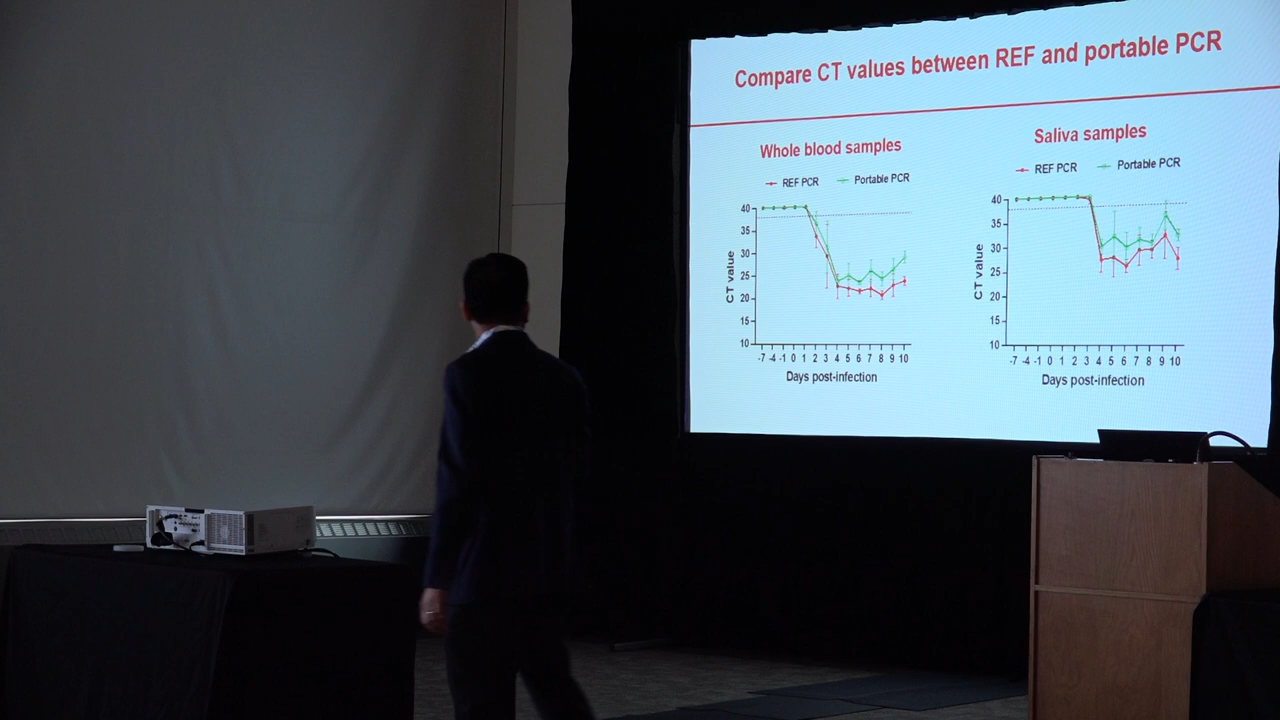 Compare CT values between REF and portable PCR
Whole blood samples
REF PCR Portable PCR
40
35
30
25
20
15
10
CT value
-7 -4 -1 0 1 2 3 4 5 6 7 8 9 10
Days post-infection
Saliva samples
REF PCR Portable PCR
40
35
30
25
20
15
10
CT value
-7 -4 -1 0 1 2 3 4 5 6 7 8 9 10
Days post-infection